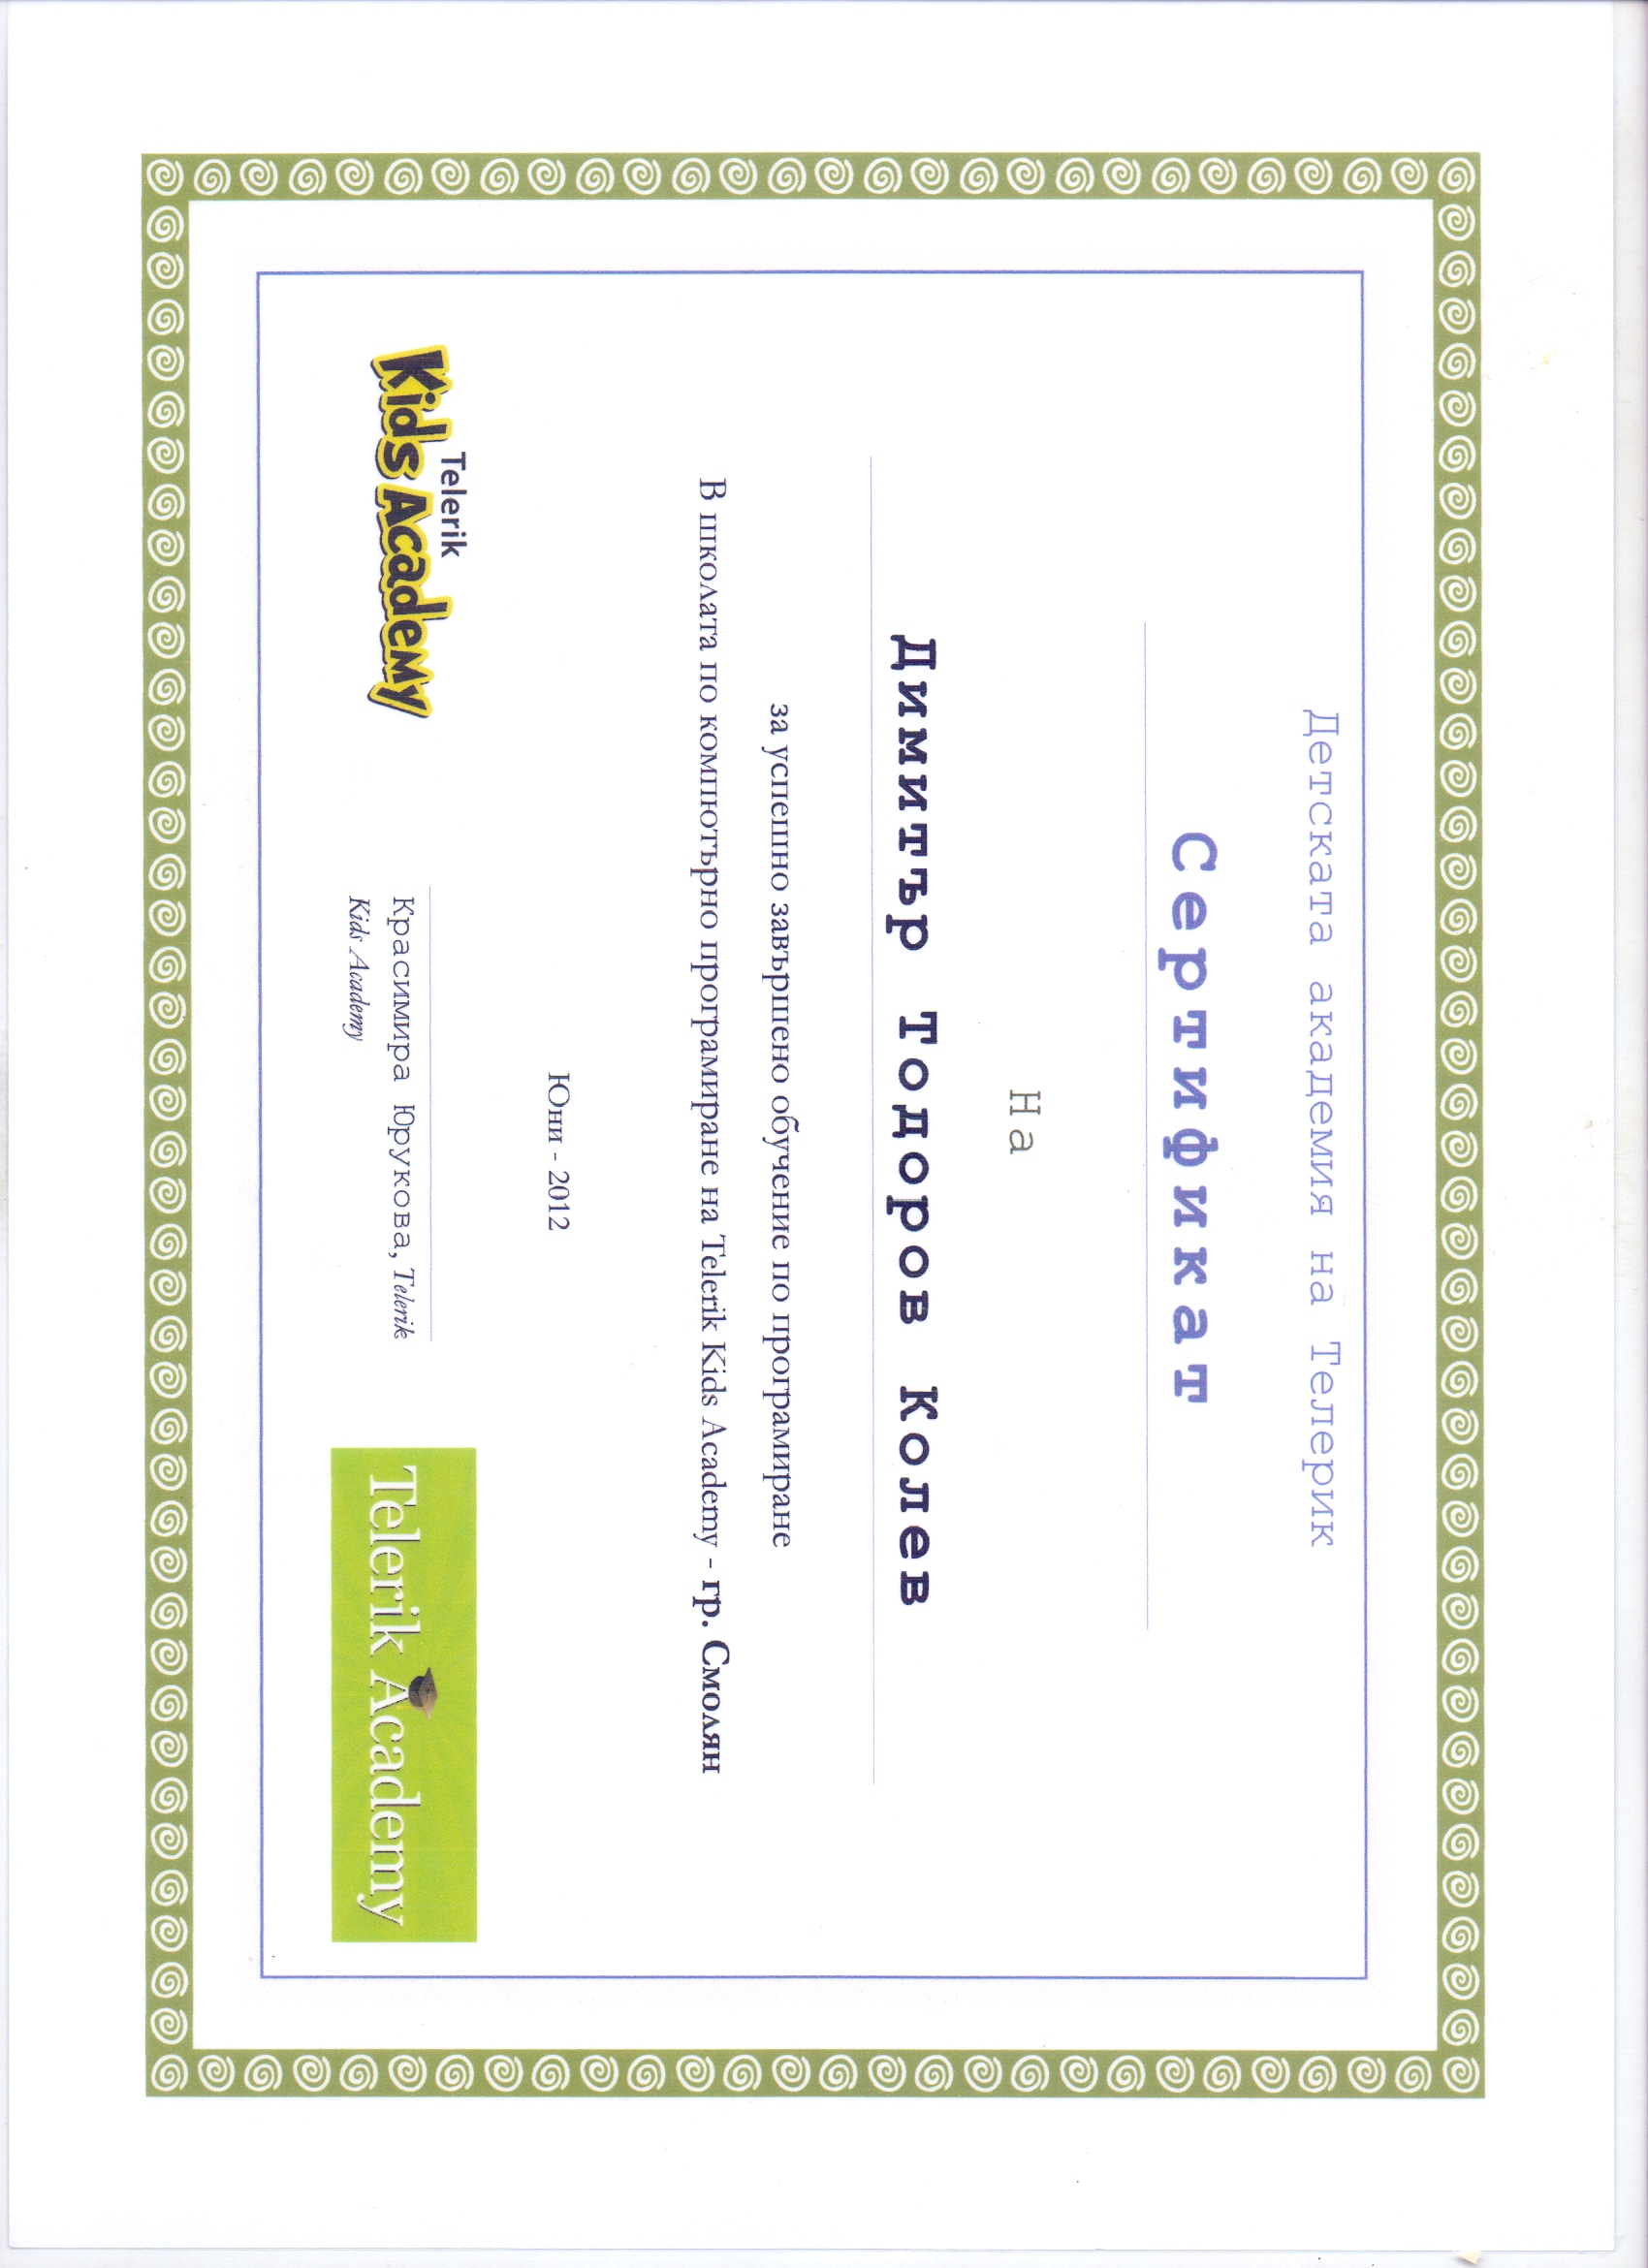 Детската академия на Телерик
Сертификат
На
Димитър Тодоров Колев
за успешно завършено обучение по програмиране
В школата по компютърно програмиране на Telerik Kids Academy - гр. Смолян
Юни - 2012
Telerik
Kids Academy
Красимира Юрукова, Telerik
Kids Academy
Telerik Academy